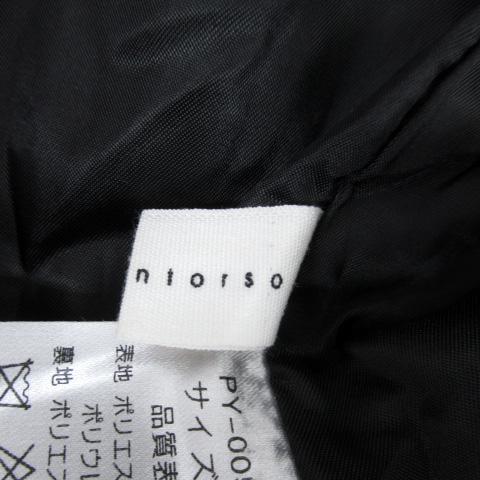 ntorso
PY-005
サイズ
品質表
表地 ポリエス
ポリウレ
裏地 ポリエス